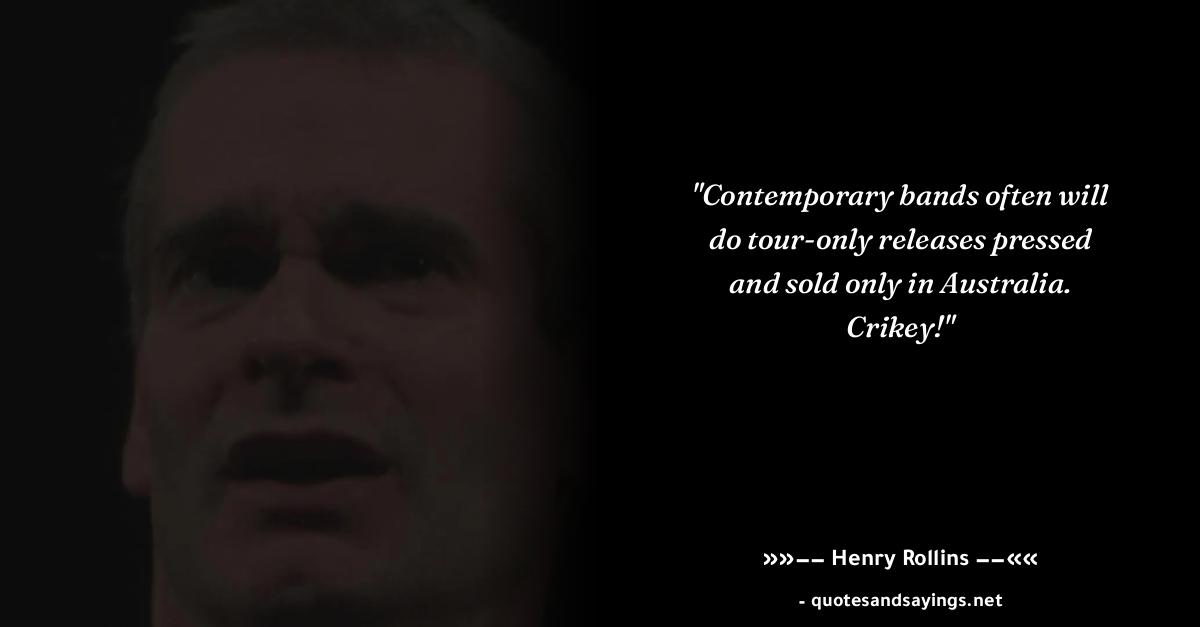 "Contemporary bands often will
do tour-only releases pressed
and sold only in Australia.
Crikey!"
»»−− Henry Rollins −−««
- quotesandsayings.net